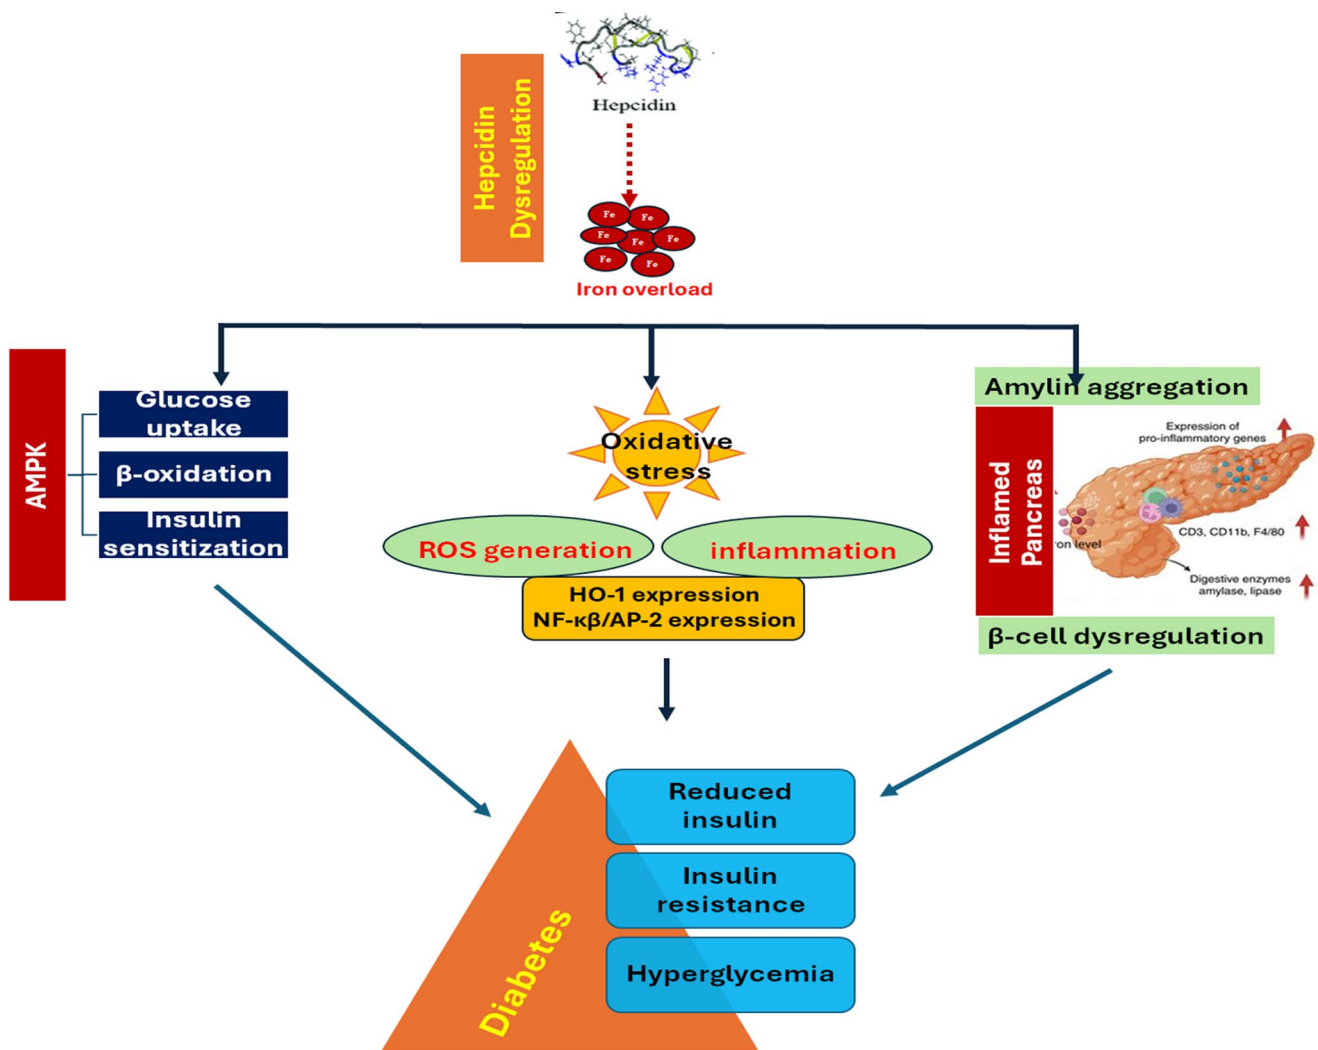 Hepcidin
Dysregulation
Hepcidin
Fe
Fe
Fe
Fe
Fe
Fe
Fe
Iron overload
AMPK
Glucose
uptake
β-oxidation
Insulin
sensitization
Oxidative
stress
ROS generation
inflammation
HO-1 expression
NF-κβ/AP-2 expression
Amylin aggregation
Inflamed
Pancreas
Expression of
pro-inflammatory genes
CD3, CD11b, F4/80
level
Digestive enzymes
amylase, lipase
β-cell dysregulation
Diabetes
Reduced
insulin
Insulin
resistance
Hyperglycemia